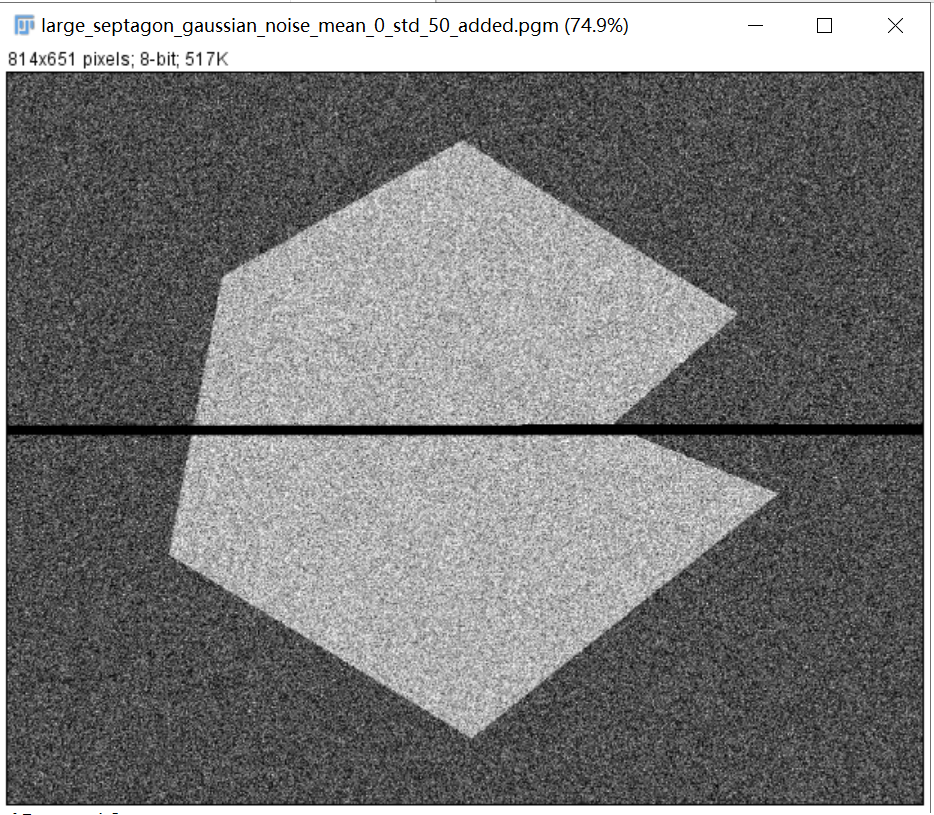 large_septagon_gaussian_noise_mean_0_std_50_added.pgm (74.9%)
814x651 pixels; 8-bit; 517K